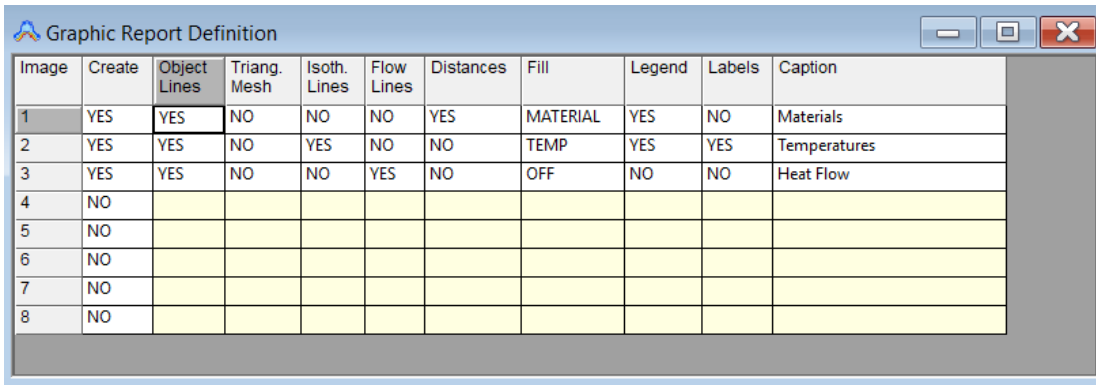 Graphic Report Definition
Image Create Object Lines Triang. Mesh Isoth. Lines Flow Lines Distances Fill Legend Labels Caption
1 YES YES NO NO NO YES MATERIAL YES NO Materials
2 YES YES NO YES NO NO TEMP YES YES Temperatures
3 YES YES NO NO YES NO OFF NO NO Heat Flow
4 NO
5 NO
6 NO
7 NO
8 NO